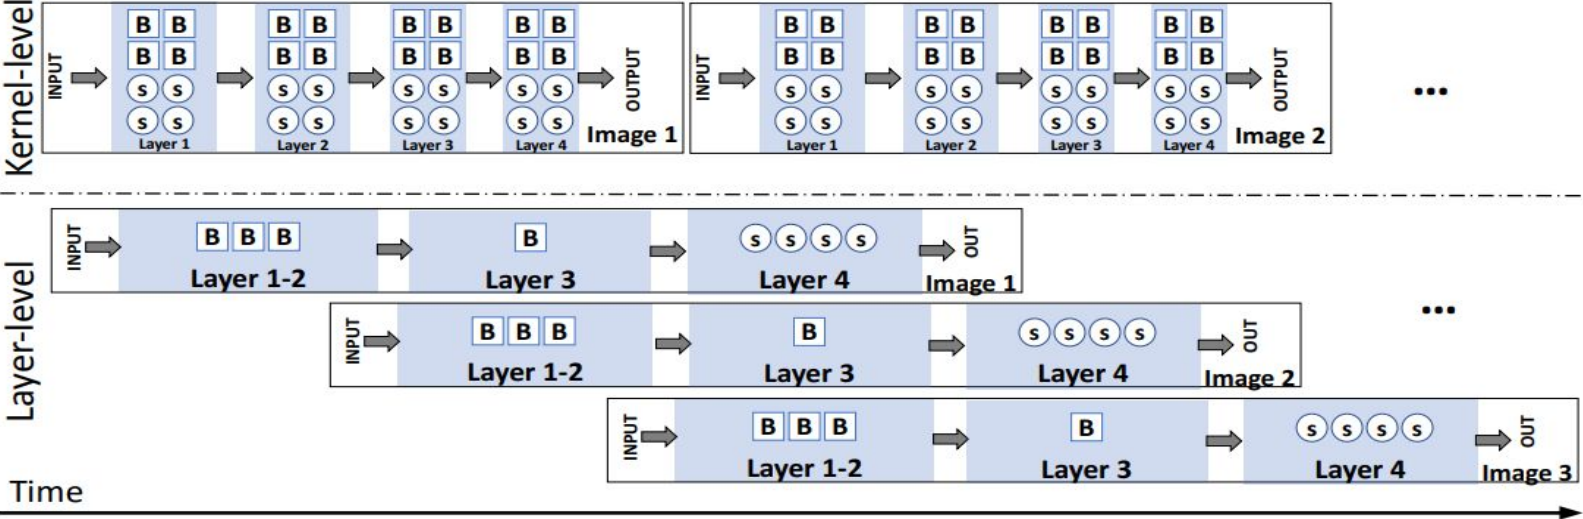 Kernel-level
INPUT
B B B B B B B B
B B B B B B B B
s s s s s s s s
s s s s s s s s
Layer 1 Layer 2 Layer 3 Layer 4
OUTPUT
Image 1
INPUT
B B B B B B B B
B B B B B B B B
s s s s s s s s
s s s s s s s s
Layer 1 Layer 2 Layer 3 Layer 4
OUTPUT
Image 2
...
Layer-level
INPUT
B B B B s s s s
Layer 1-2 Layer 3 Layer 4
OUT
Image 1
INPUT
B B B B s s s s
Layer 1-2 Layer 3 Layer 4
OUT
Image 2
...
INPUT
B B B B s s s s
Layer 1-2 Layer 3 Layer 4
OUT
Image 3
Time